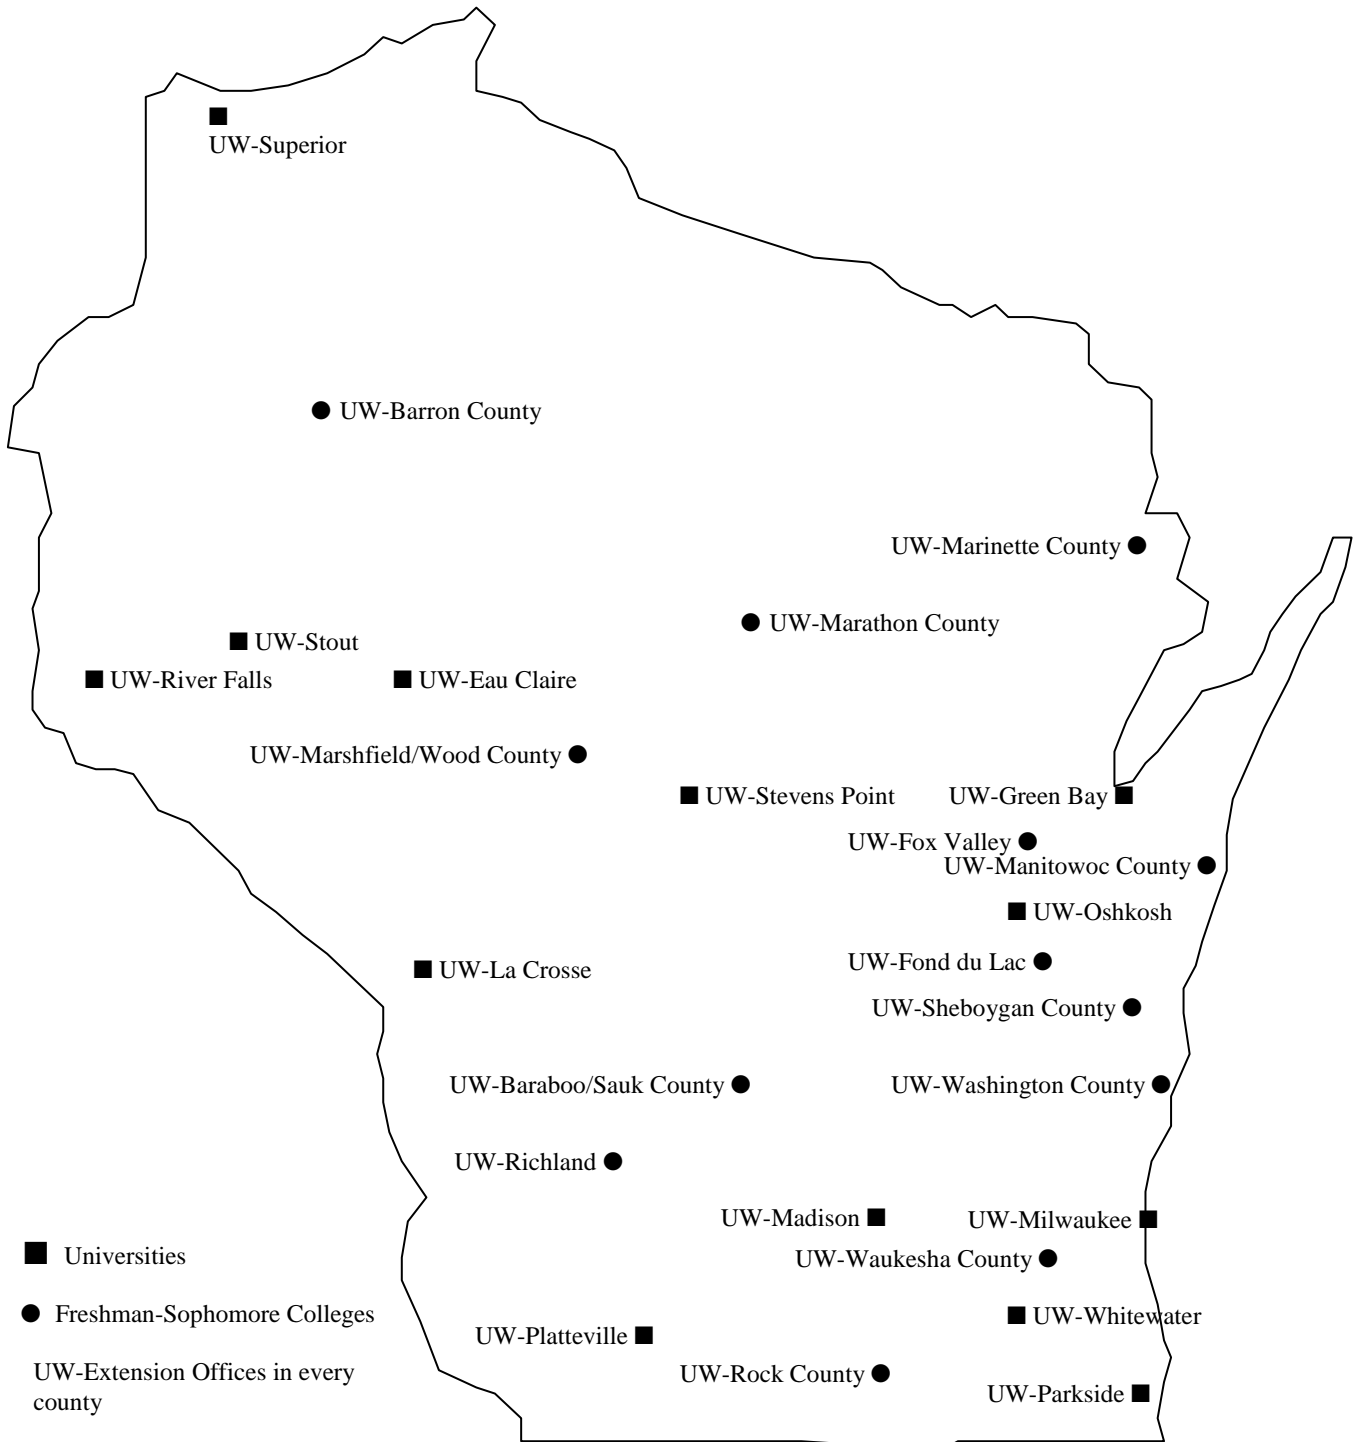 UW-Superior
UW-Barron County
UW-Marinette County
UW-Marathon County
UW-Stout
UW-River Falls
UW-Eau Claire
UW-Marshfield/Wood County
UW-Stevens Point
UW-Green Bay
UW-Fox Valley
UW-Manitowoc County
UW-Oshkosh
UW-Fond du Lac
UW-La Crosse
UW-Sheboygan County
UW-Baraboo/Sauk County
UW-Washington County
UW-Richland
UW-Madison
UW-Milwaukee
UW-Waukesha County
Universities
Freshman-Sophomore Colleges
UW-Whitewater
UW-Platteville
UW-Rock County
UW-Extension Offices in every
county
UW-Parkside